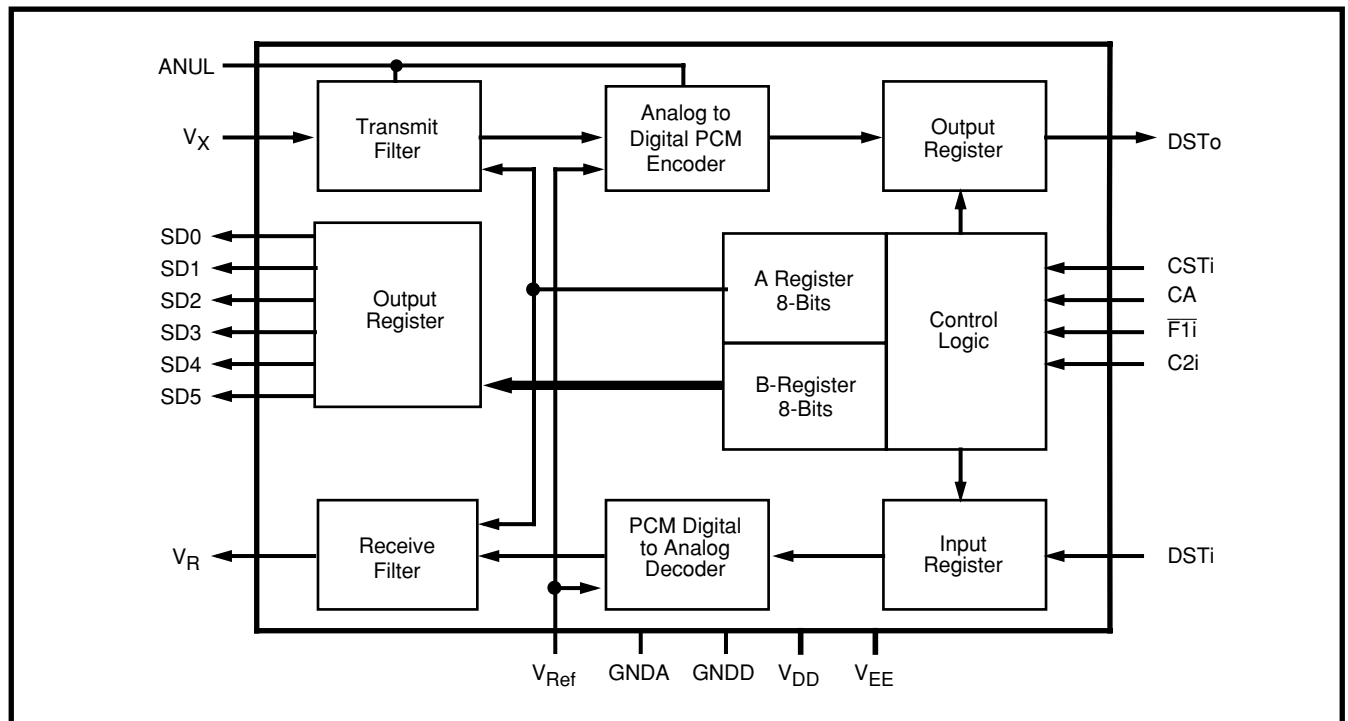 ANUL
V_X
Transmit
Filter
Analog to
Digital PCM
Encoder
Output
Register
DSTo
SD0
SD1
SD2
SD3
SD4
SD5
Output
Register
A Register
8-Bits
B-Register
8-Bits
Control
Logic
CSTi
CA
F̅1̅i̅
C2i
V_R
Receive
Filter
PCM Digital
to Analog
Decoder
Input
Register
DSTi
V_Ref
GNDA
GNDD
V_DD
V_EE